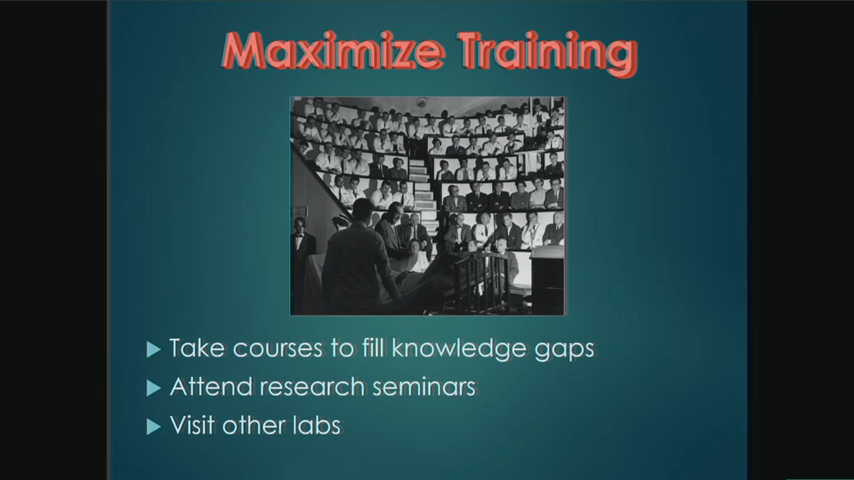 Maximize Training
Take courses to fill knowledge gaps
Attend research seminars
Visit other labs